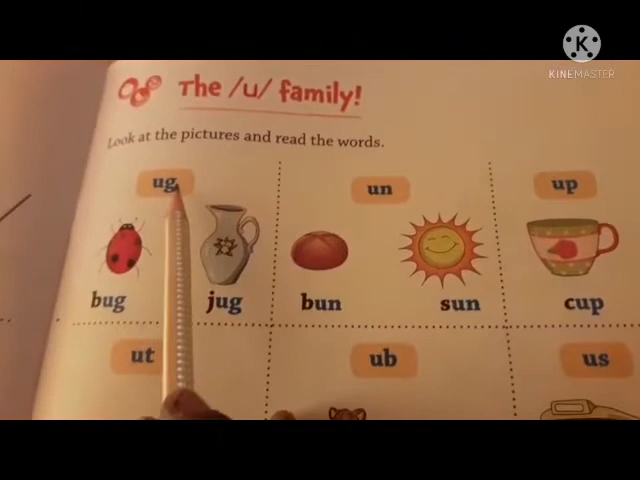 KINEMASTER
The /u/ family!
Look at the pictures and read the words.
ug un up
bug jug bun sun cup
ut ub us